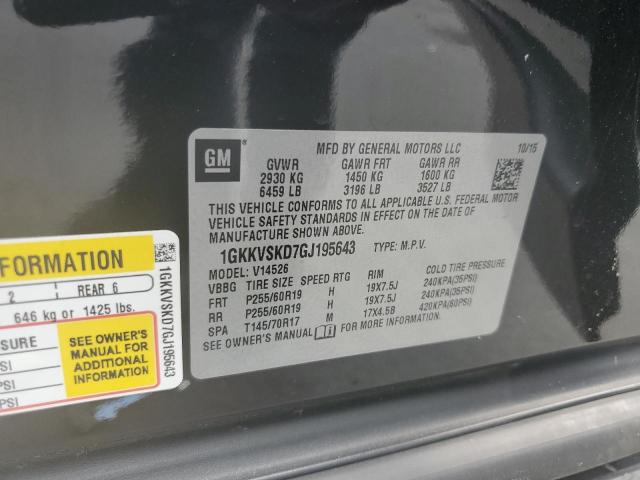 GM
MFD BY GENERAL MOTORS LLC 10/15
GVWR GAWR FRT GAWR RR
2930 KG 1450 KG 1600 KG
6459 LB 3196 LB 3527 LB
THIS VEHICLE CONFORMS TO ALL APPLICABLE U.S. FEDERAL MOTOR
VEHICLE SAFETY STANDARDS IN EFFECT ON THE DATE OF
MANUFACTURE SHOWN ABOVE.
1GKKVSKD7GJ195643 TYPE: M.P.V.
MODEL: V14526
VBBG TIRE SIZE SPEED RTG RIM COLD TIRE PRESSURE
FRT P255/60R19 H 19X7.5J 240KPA(35PSI)
RR P255/60R19 H 19X7.5J 240KPA(35PSI)
SPA T145/70R17 M 17X4.5B 420KPA(60PSI)
SEE OWNER'S MANUAL FOR MORE INFORMATION.
FORMATION
2 REAR 6
646 kg or 1425 lbs.
SURE
SI
SI
PSI
SEE OWNER'S
MANUAL FOR
ADDITIONAL
INFORMATION
1GKKVSKD7GJ195643